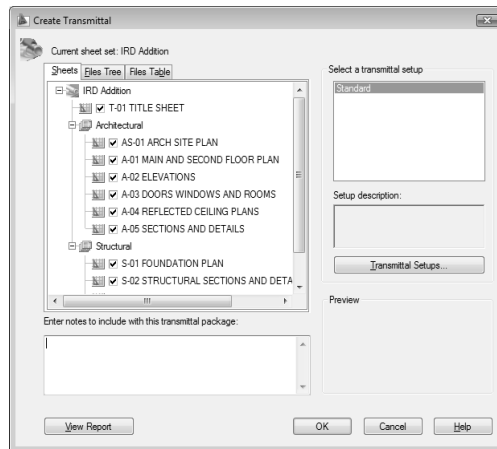 Create Transmittal
Current sheet set: IRD Addition
Sheets Files Tree Files Table
IRD Addition
T-01 TITLE SHEET
Architectural
AS-01 ARCH SITE PLAN
A-01 MAIN AND SECOND FLOOR PLAN
A-02 ELEVATIONS
A-03 DOORS WINDOWS AND ROOMS
A-04 REFLECTED CEILING PLANS
A-05 SECTIONS AND DETAILS
Structural
S-01 FOUNDATION PLAN
S-02 STRUCTURAL SECTIONS AND DETA
Enter notes to include with this transmittal package:
Select a transmittal setup
Standard
Setup description:
Transmittal Setups...
Preview
View Report
OK
Cancel
Help